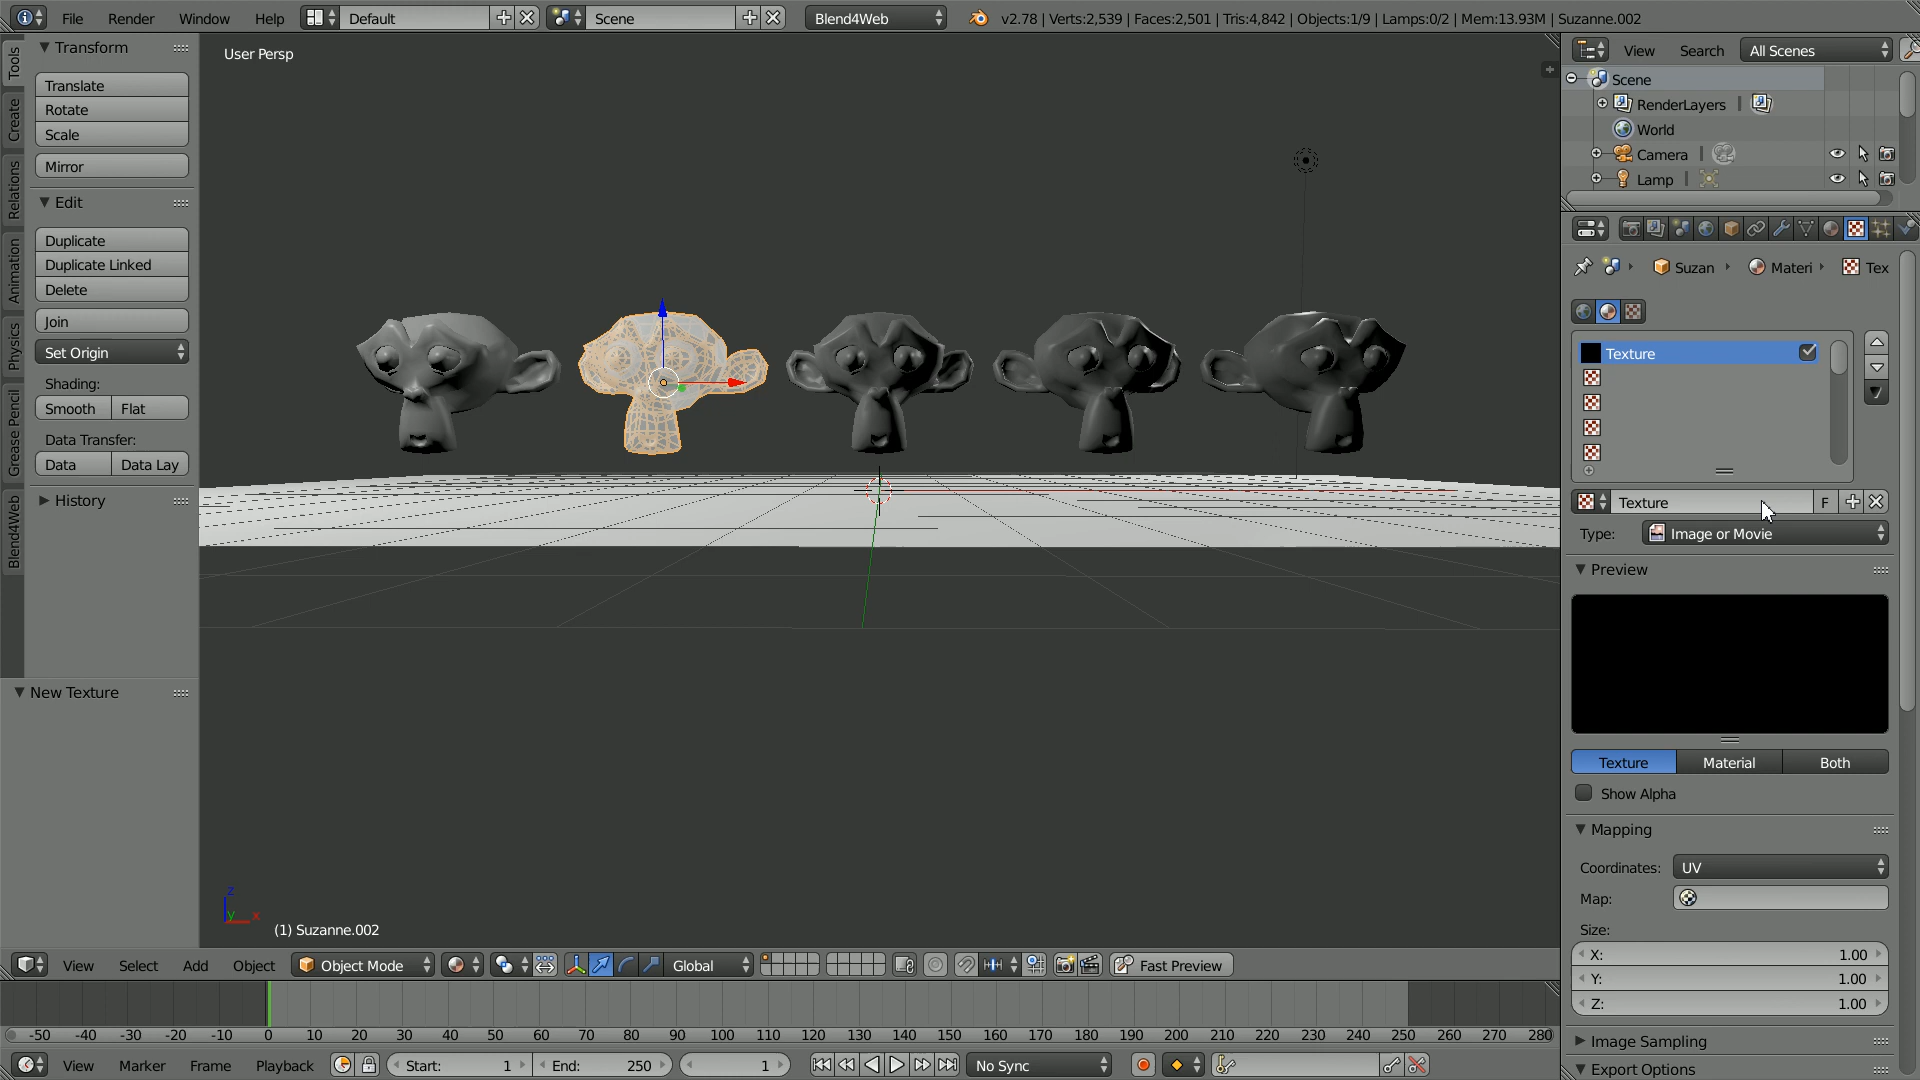 File Render Window Help Default Scene Blend4Web v2.78 | Verts:2,539 | Faces:2,501 | Tris:4,842 | Objects:1/9 | Lamps:0/2 | Mem:13.93M | Suzanne.002
Tools
Create
Relations
Animation
Physics
Grease Pencil
Blend4Web
Transform
Translate
Rotate
Scale
Mirror
Edit
Duplicate
Duplicate Linked
Delete
Join
Set Origin
Shading:
Smooth Flat
Data Transfer:
Data Data Lay
History
New Texture
User Persp
z
y x
(1) Suzanne.002
View Search All Scenes
Scene
RenderLayers
World
Camera
Lamp
Suzan Materi Tex
Texture
Texture F
Type: Image or Movie
Preview
Texture Material Both
Show Alpha
Mapping
Coordinates: UV
Map:
Size:
X: 1.00
Y: 1.00
Z: 1.00
Image Sampling
Export Options
View Select Add Object Object Mode Global Fast Preview
-50 -40 -30 -20 -10 0 10 20 30 40 50 60 70 80 90 100 110 120 130 140 150 160 170 180 190 200 210 220 230 240 250 260 270 280
View Marker Frame Playback Start: 1 End: 250 1 No Sync